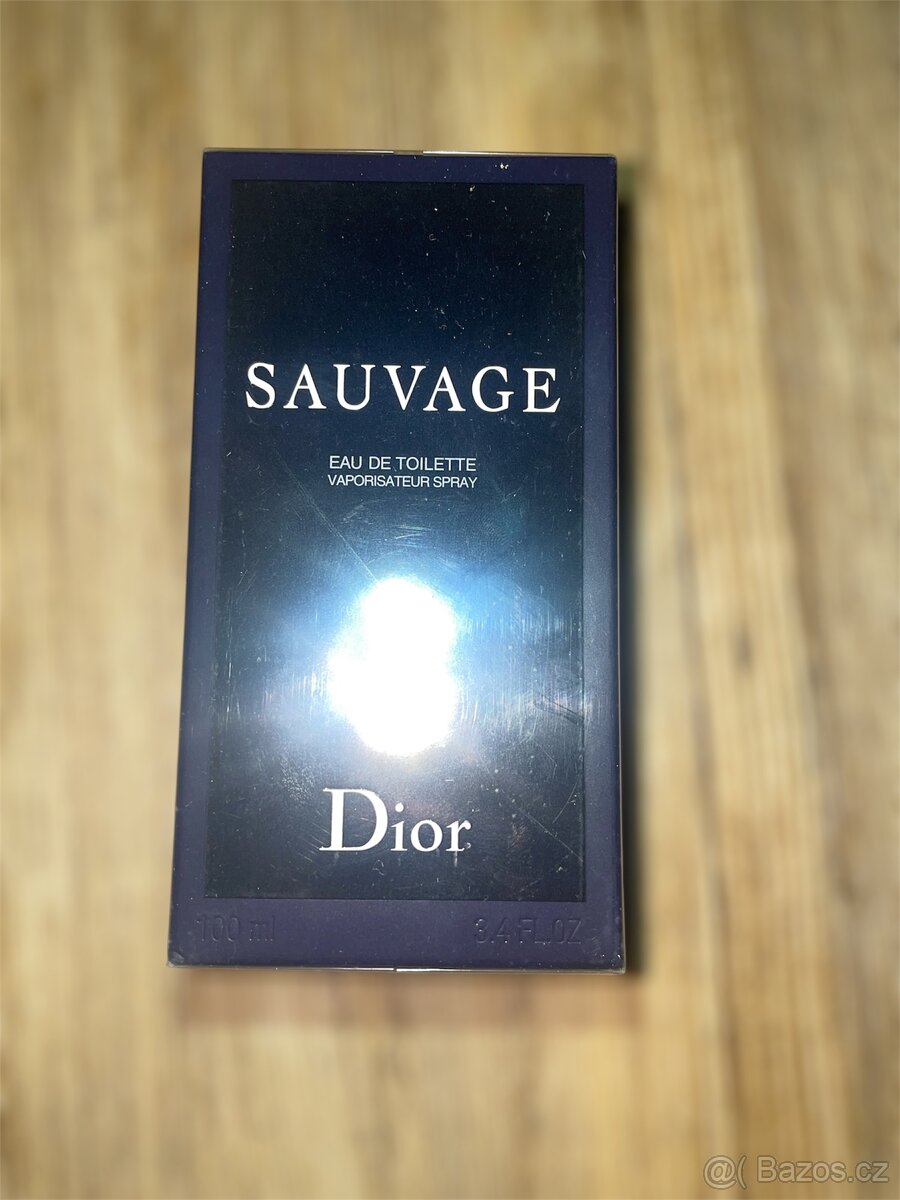 SAUVAGE
EAU DE TOILETTE
VAPORISATEUR SPRAY
Dior
100 ml 3.4 FL.OZ
@( Bazos.cz